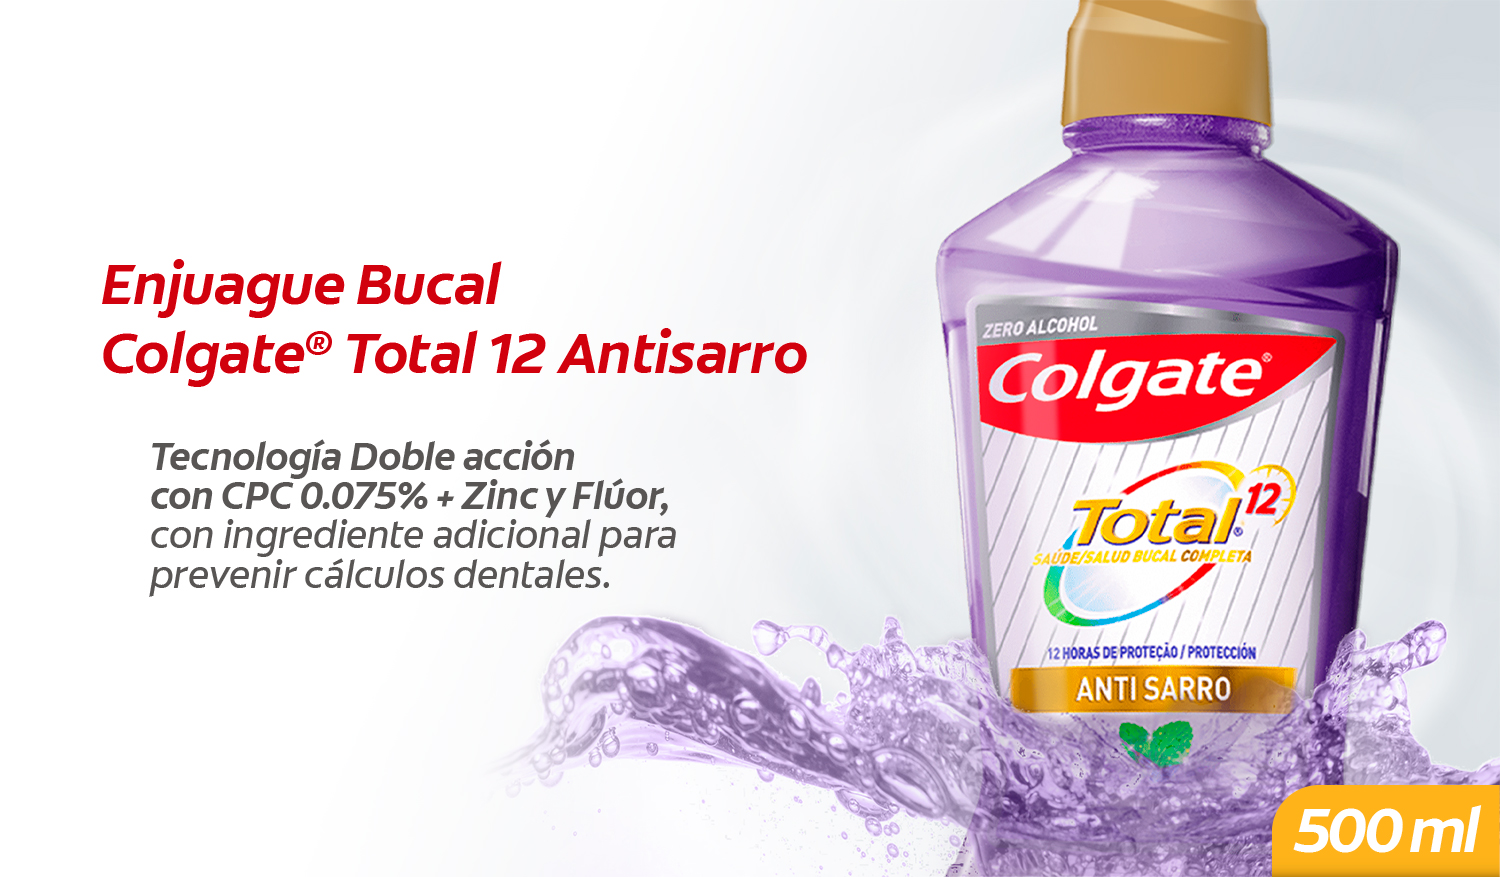 Enjuague Bucal
Colgate® Total 12 Antisarro
Tecnología Doble acción
con CPC 0.075% + Zinc y Flúor,
con ingrediente adicional para
prevenir cálculos dentales.
ZERO ALCOHOL
Colgate®
Total® 12
SAÚDE/SALUD BUCAL COMPLETA
12 HORAS DE PROTEÇÃO / PROTECCIÓN
ANTI SARRO
500 ml